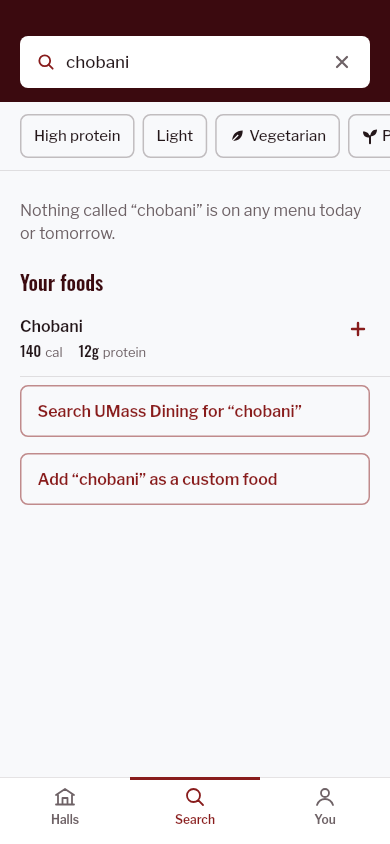 chobani
High protein
Light
Vegetarian
P
Nothing called “chobani” is on any menu today
or tomorrow.
Your foods
Chobani
140 cal 12g protein
Search UMass Dining for “chobani”
Add “chobani” as a custom food
Halls
Search
You